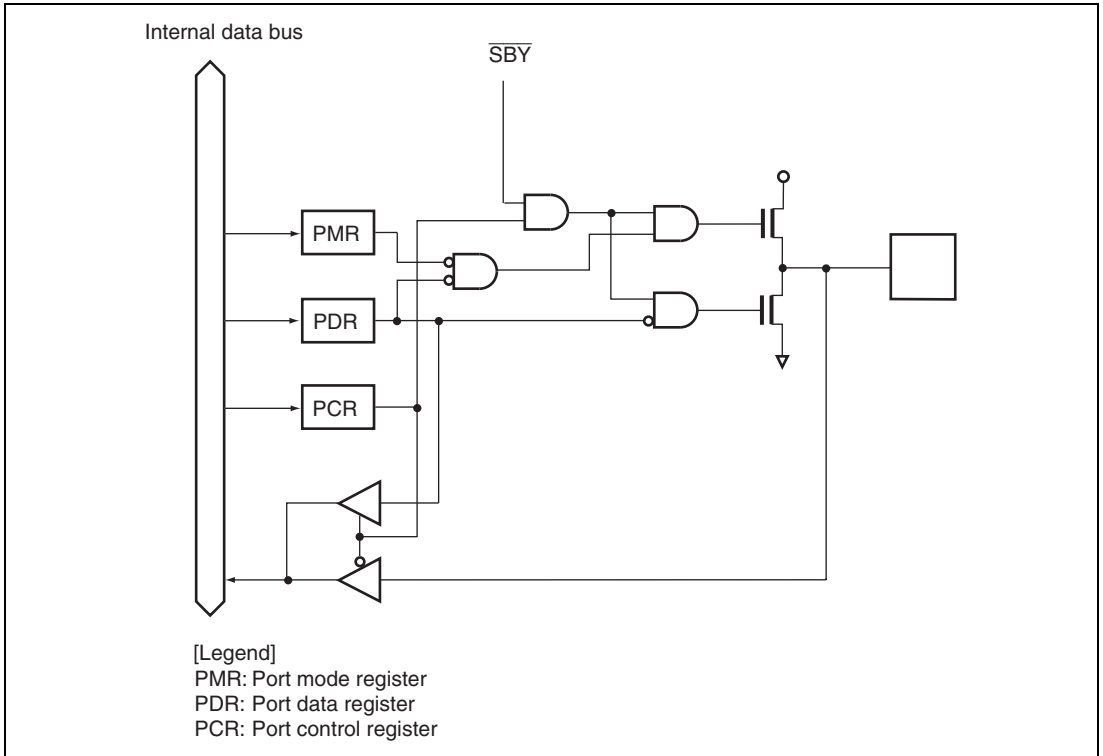 Internal data bus
SBY
PMR
PDR
PCR
[Legend]
PMR: Port mode register
PDR: Port data register
PCR: Port control register